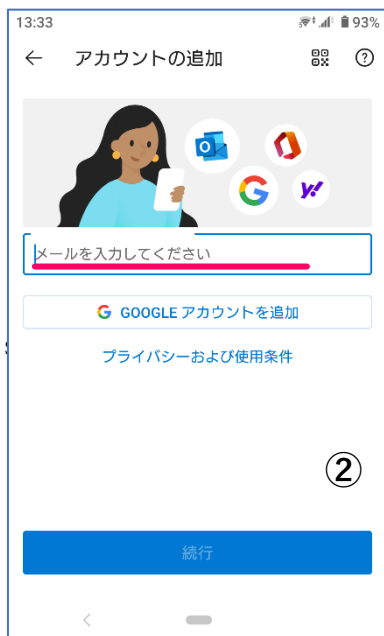 13:33
93%
アカウントの追加
メールを入力してください
GOOGLE アカウントを追加
プライバシーおよび使用条件
②
続行